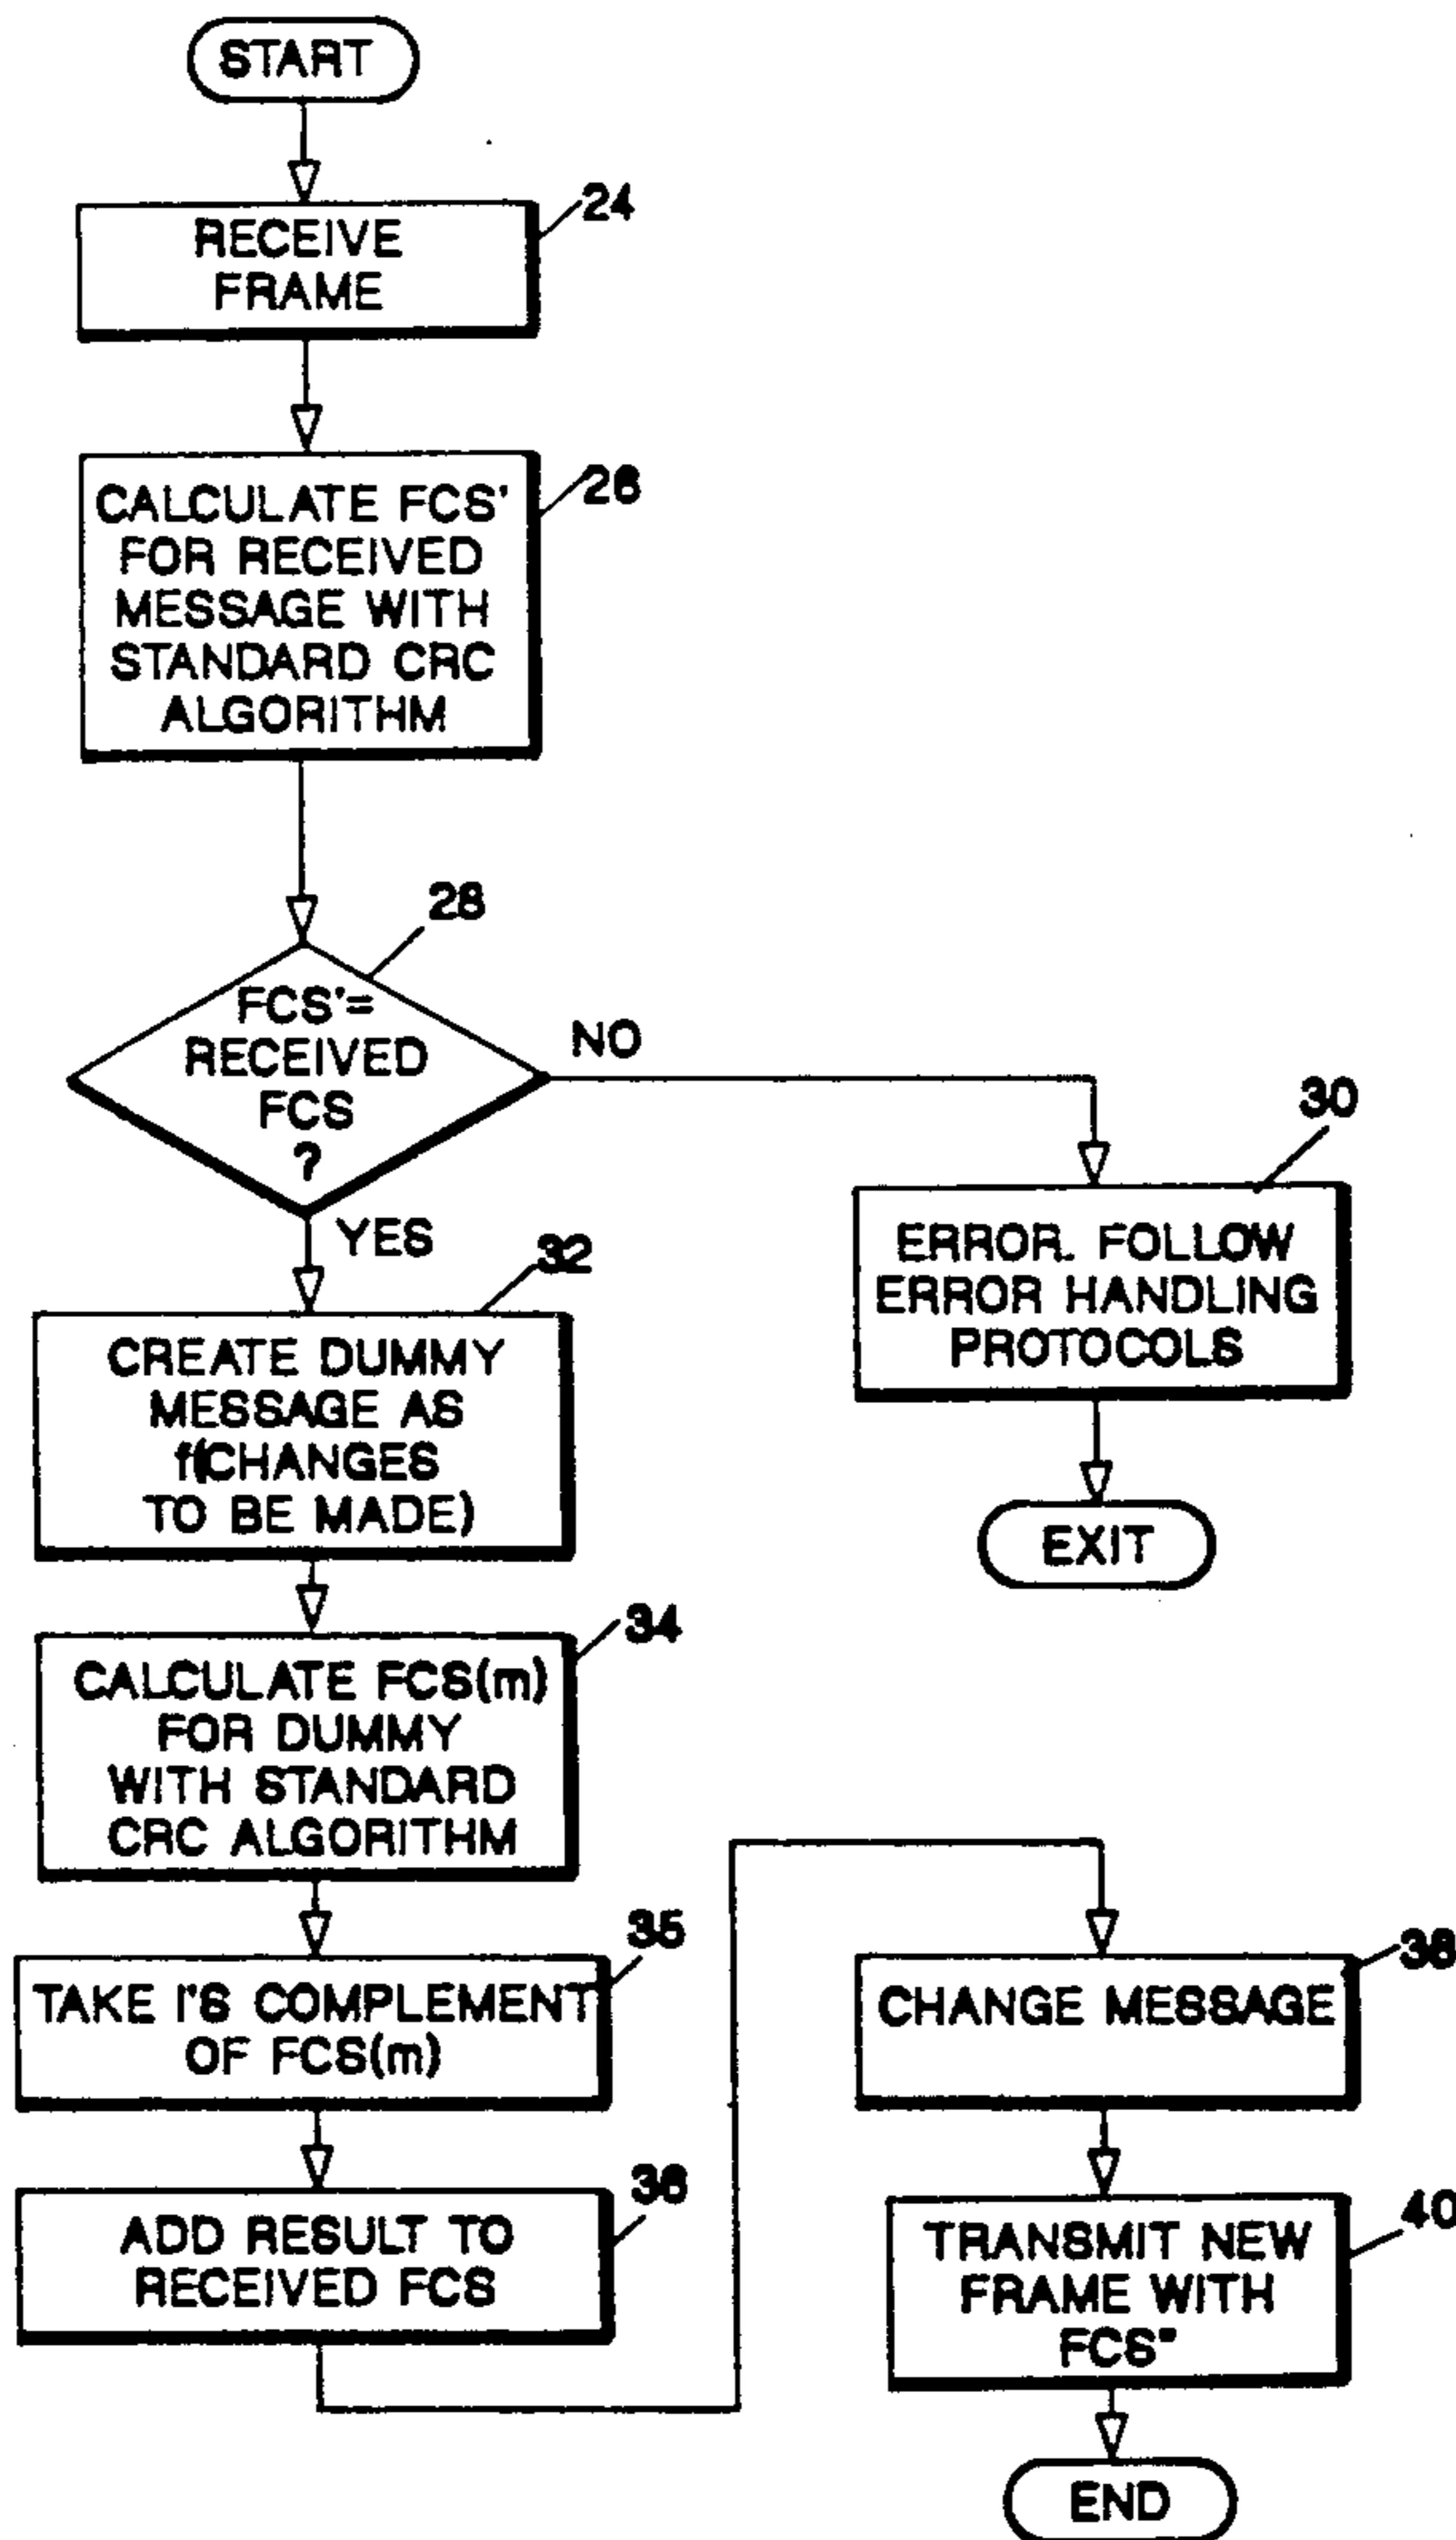 START
24
RECEIVE
FRAME
26
CALCULATE FCS'
FOR RECEIVED
MESSAGE WITH
STANDARD CRC
ALGORITHM
28
FCS'=
RECEIVED
FCS
?
NO
YES
30
ERROR. FOLLOW
ERROR HANDLING
PROTOCOLS
EXIT
32
CREATE DUMMY
MESSAGE AS
f(CHANGES
TO BE MADE)
34
CALCULATE FCS(m)
FOR DUMMY
WITH STANDARD
CRC ALGORITHM
35
TAKE I'S COMPLEMENT
OF FCS(m)
36
ADD RESULT TO
RECEIVED FCS
38
CHANGE MESSAGE
40
TRANSMIT NEW
FRAME WITH
FCS"
END